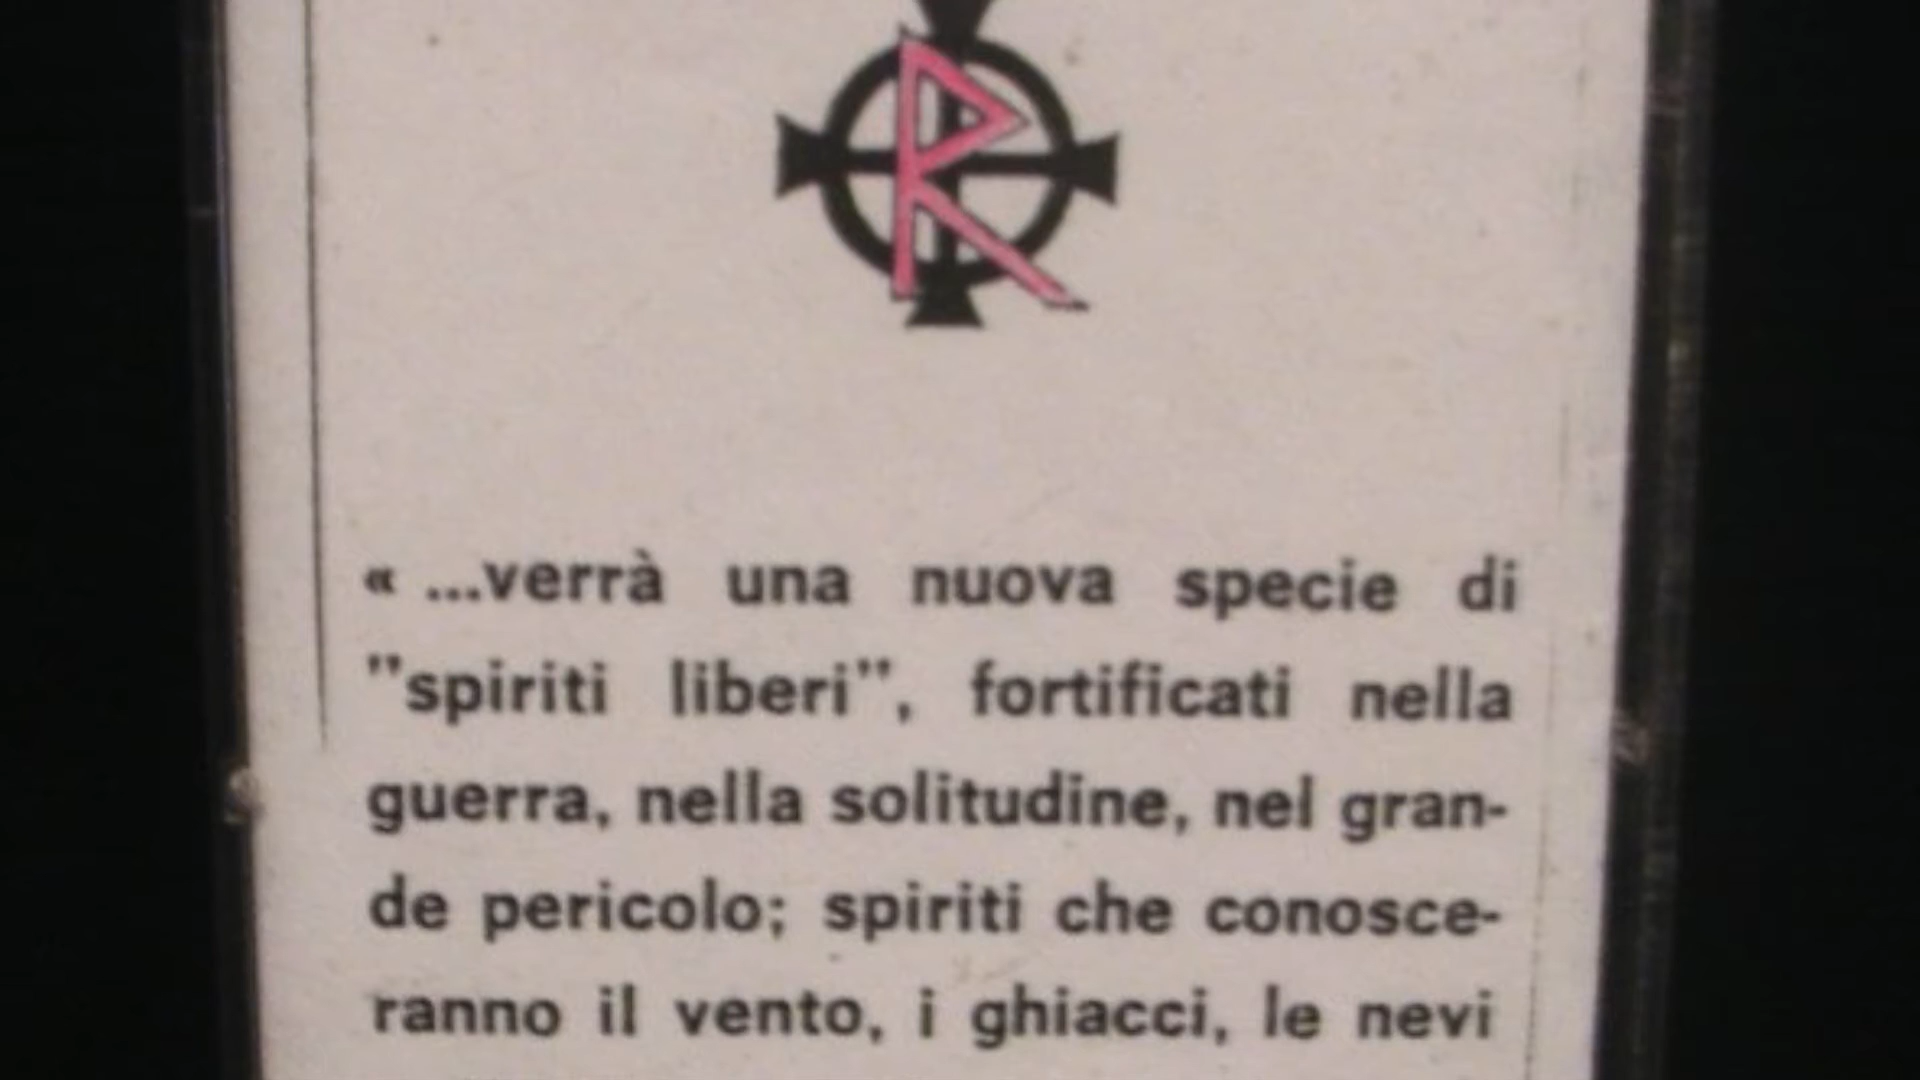 R
« ...verrà una nuova specie di
"spiriti liberi", fortificati nella
guerra, nella solitudine, nel gran-
de pericolo; spiriti che conosce-
ranno il vento, i ghiacci, le nevi